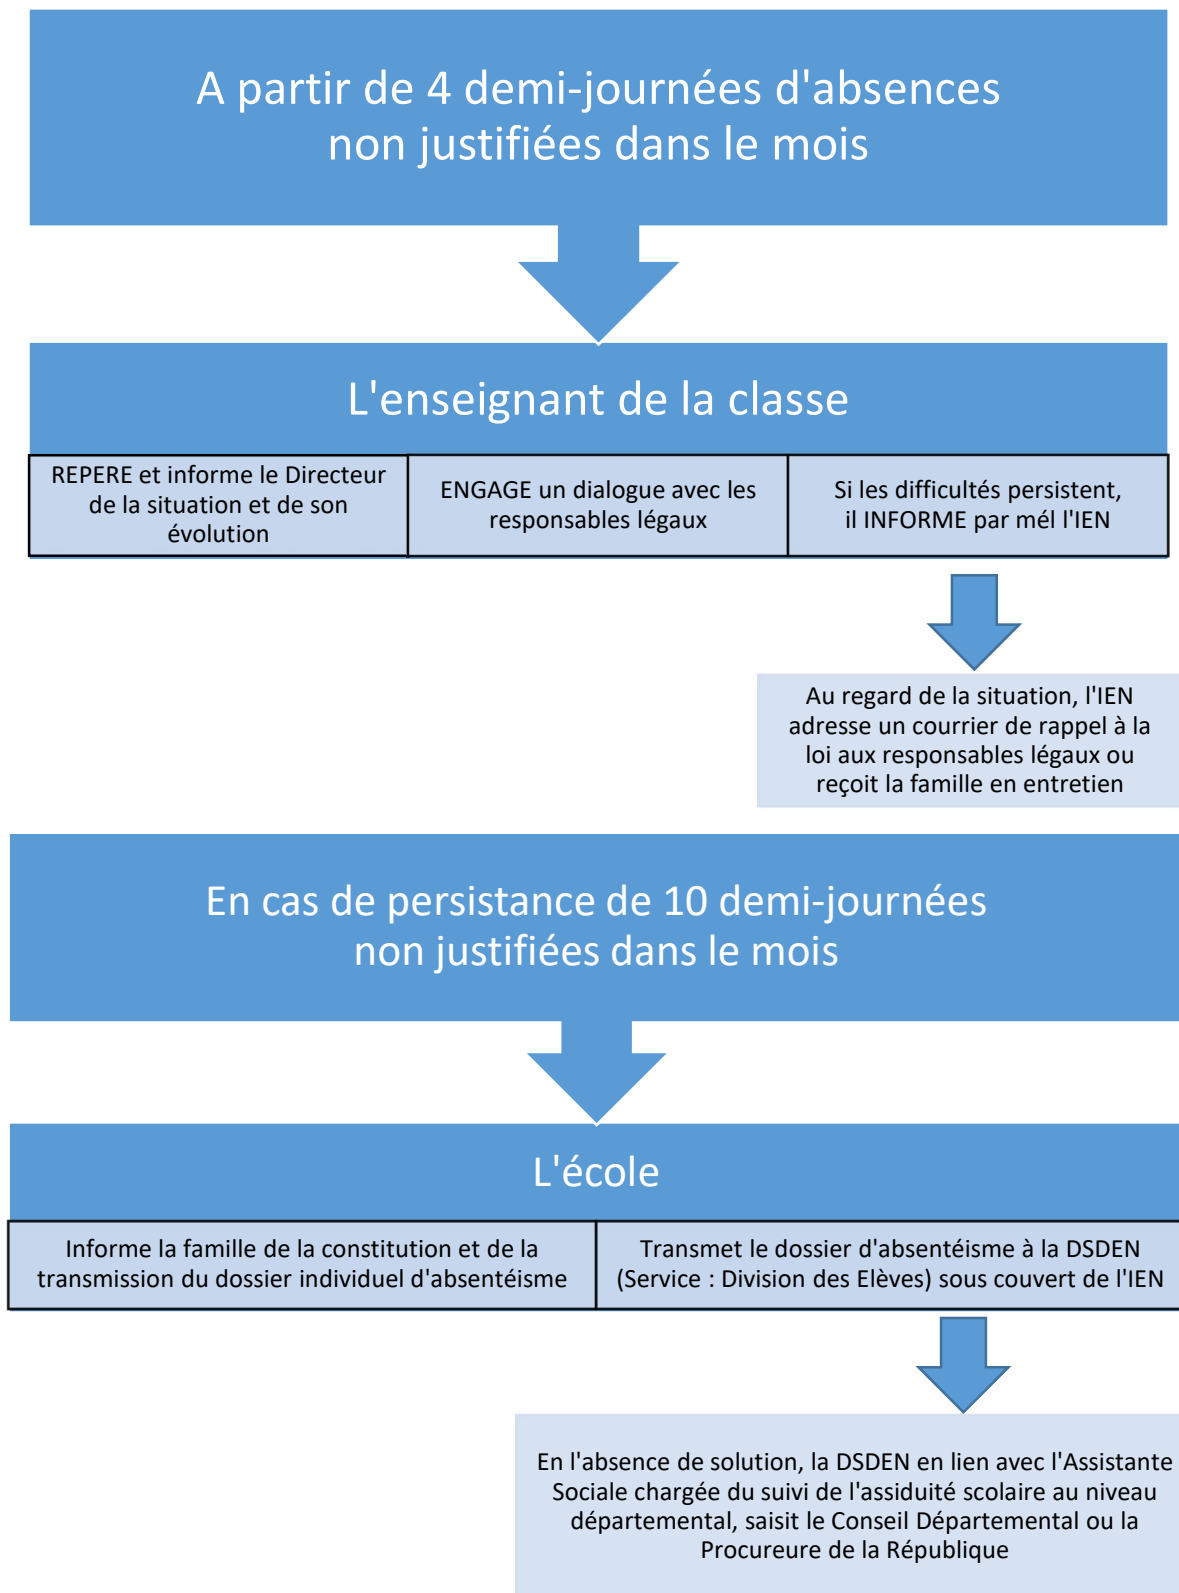 A partir de 4 demi-journées d'absences
non justifiées dans le mois
L'enseignant de la classe
REPERE et informe le Directeur
de la situation et de son
évolution
ENGAGE un dialogue avec les
responsables légaux
Si les difficultés persistent,
il INFORME par mél l'IEN
Au regard de la situation, l'IEN
adresse un courrier de rappel à la
loi aux responsables légaux ou
reçoit la famille en entretien
En cas de persistance de 10 demi-journées
non justifiées dans le mois
L'école
Informe la famille de la constitution et de la
transmission du dossier individuel d'absentéisme
Transmet le dossier d'absentéisme à la DSDEN
(Service : Division des Elèves) sous couvert de l'IEN
En l'absence de solution, la DSDEN en lien avec l'Assistante
Sociale chargée du suivi de l'assiduité scolaire au niveau
départemental, saisit le Conseil Départemental ou la
Procureure de la République